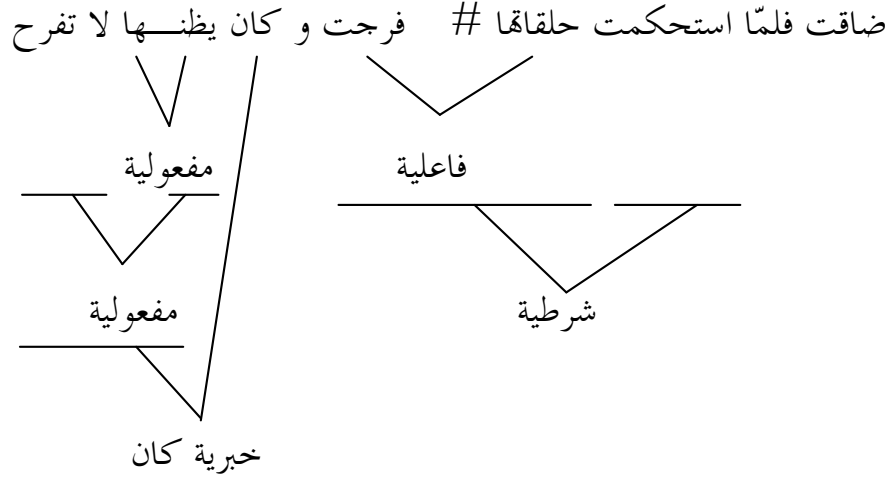 ضاقت فلمّا استحكمت حلقاتها # فرجت و كان يظنـــها لا تفرح
فاعلية مفعولية
شرطية مفعولية
خبرية كان